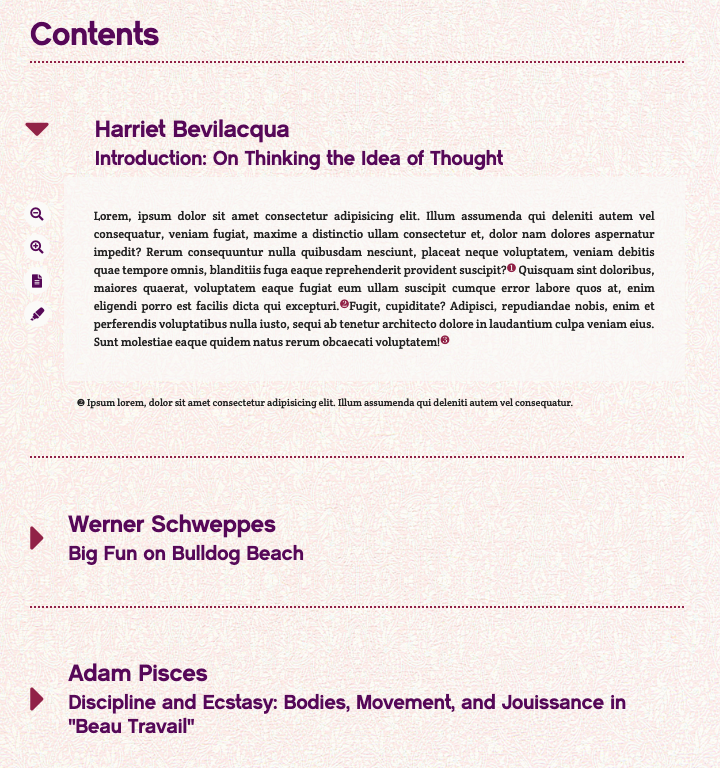 Contents
Harriet Bevilacqua
Introduction: On Thinking the Idea of Thought
Lorem, ipsum dolor sit amet consectetur adipisicing elit. Illum assumenda qui deleniti autem vel
consequatur, veniam fugiat, maxime a distinctio ullam consectetur et, dolor nam dolores aspernatur
impedit? Rerum consequuntur nulla quibusdam nesciunt, placeat neque voluptatem, veniam debitis
quae tempore omnis, blanditiis fuga eaque reprehenderit provident suscipit?❶ Quisquam sint doloribus,
maiores quaerat, voluptatem eaque fugiat eum ullam suscipit cumque error labore quos at, enim
eligendi porro est facilis dicta qui excepturi.❷Fugit, cupiditate? Adipisci, repudiandae nobis, enim et
perferendis voluptatibus nulla iusto, sequi ab tenetur architecto dolore in laudantium culpa veniam eius.
Sunt molestiae eaque quidem natus rerum obcaecati voluptatem!❸
❷ Ipsum lorem, dolor sit amet consectetur adipisicing elit. Illum assumenda qui deleniti autem vel consequatur.
Werner Schweppes
Big Fun on Bulldog Beach
Adam Pisces
Discipline and Ecstasy: Bodies, Movement, and Jouissance in
"Beau Travail"